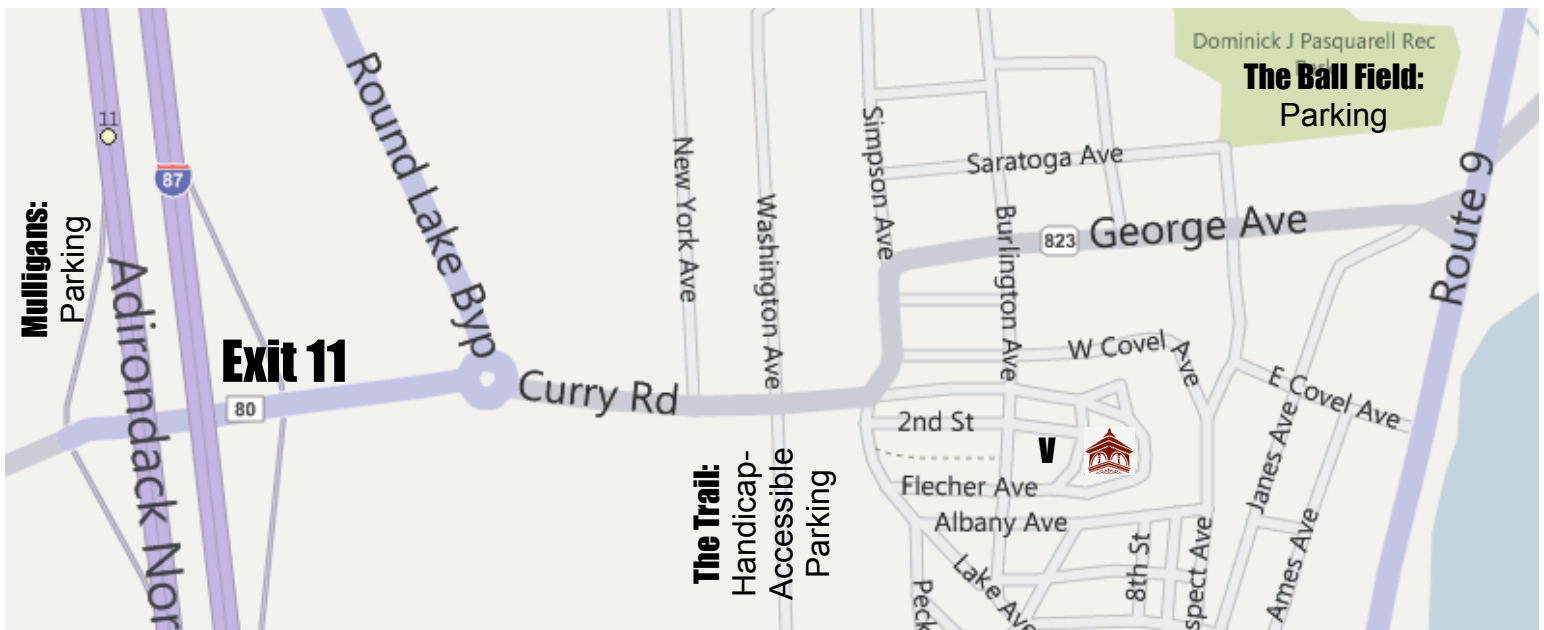 Dominick J Pasquarell Rec
Park
The Ball Field:
Parking
11
87
Mulligans:
Parking
Adirondack Nor
Exit 11
80
Round Lake Byp
Curry Rd
New York Ave
Washington Ave
Simpson Ave
Burlington Ave
Saratoga Ave
823
George Ave
Route 9
W Covel Ave
E Covel Ave
2nd St
V
Flecher Ave
Albany Ave
The Trail:
Handicap-
Accessible
Parking
Lake Ave
Peck
8th St
spect Ave
Janes Ave
Ames Ave